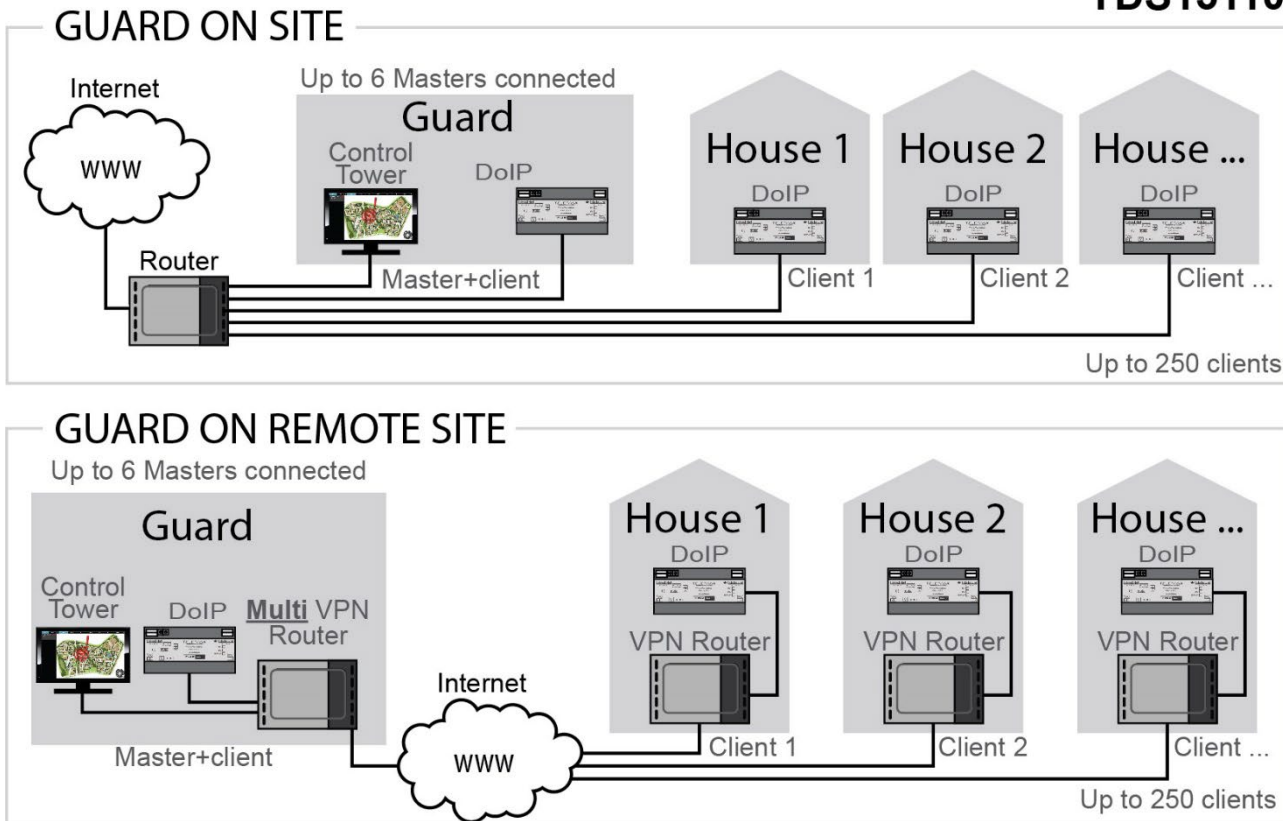 GUARD ON SITE
Internet
www
Router
Up to 6 Masters connected
Guard
Control
Tower
DoIP
Master+client
House 1
DoIP
Client 1
House 2
DoIP
Client 2
House ...
DoIP
Client ...
Up to 250 clients
GUARD ON REMOTE SITE
Up to 6 Masters connected
Guard
Control
Tower
DoIP
Multi VPN
Router
Master+client
Internet
www
House 1
DoIP
VPN Router
Client 1
House 2
DoIP
VPN Router
Client 2
House ...
DoIP
VPN Router
Client ...
Up to 250 clients